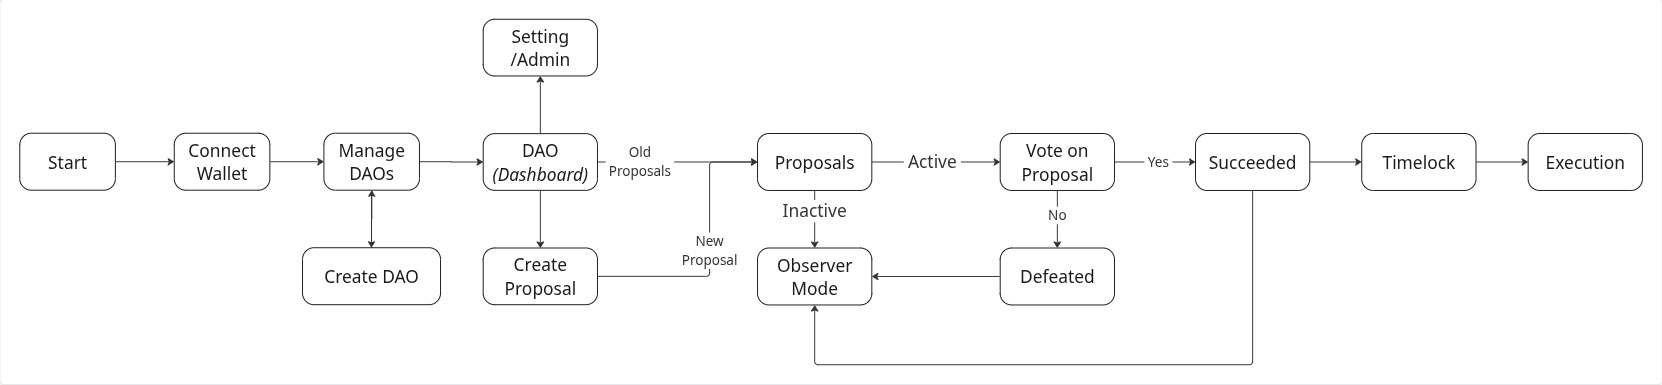 Setting
/Admin
Start
Connect
Wallet
Manage
DAOs
DAO
(Dashboard)
Old
Proposals
Proposals
Active
Vote on
Proposal
Yes
Succeeded
Timelock
Execution
Inactive
No
New
Proposal
Create DAO
Create
Proposal
Observer
Mode
Defeated